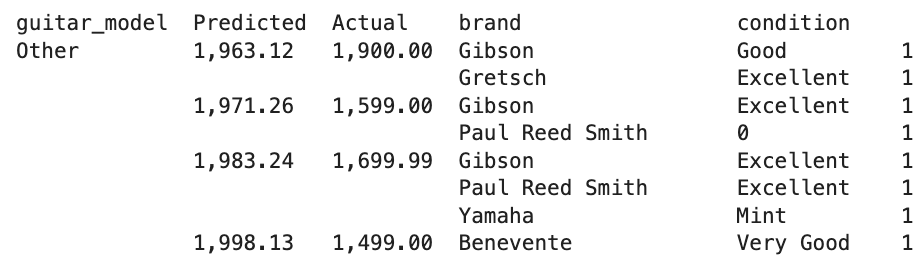 guitar_model Predicted Actual brand condition
Other 1,963.12 1,900.00 Gibson Good 1
Gretsch Excellent 1
1,971.26 1,599.00 Gibson Excellent 1
Paul Reed Smith 0 1
1,983.24 1,699.99 Gibson Excellent 1
Paul Reed Smith Excellent 1
Yamaha Mint 1
1,998.13 1,499.00 Benevente Very Good 1